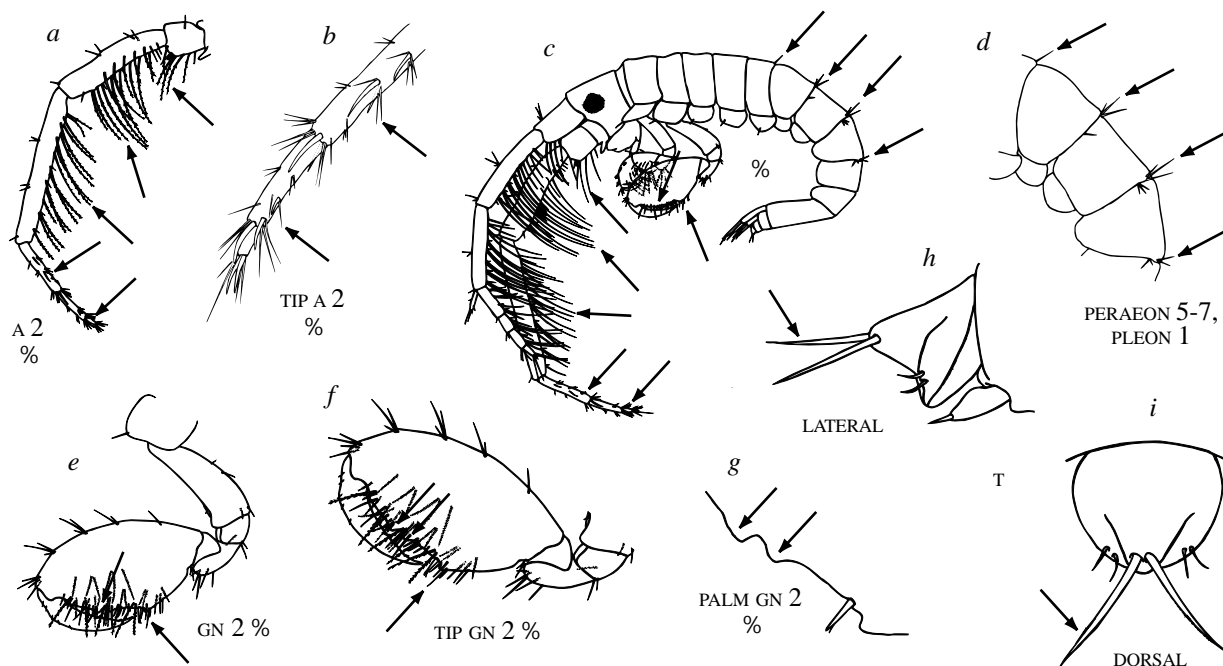 a
b
c
d
A 2
%
TIP A 2
%
%
PERAEON 5-7,
PLEON 1
e
f
g
h
i
GN 2 %
TIP GN 2 %
PALM GN 2
%
LATERAL
T
DORSAL